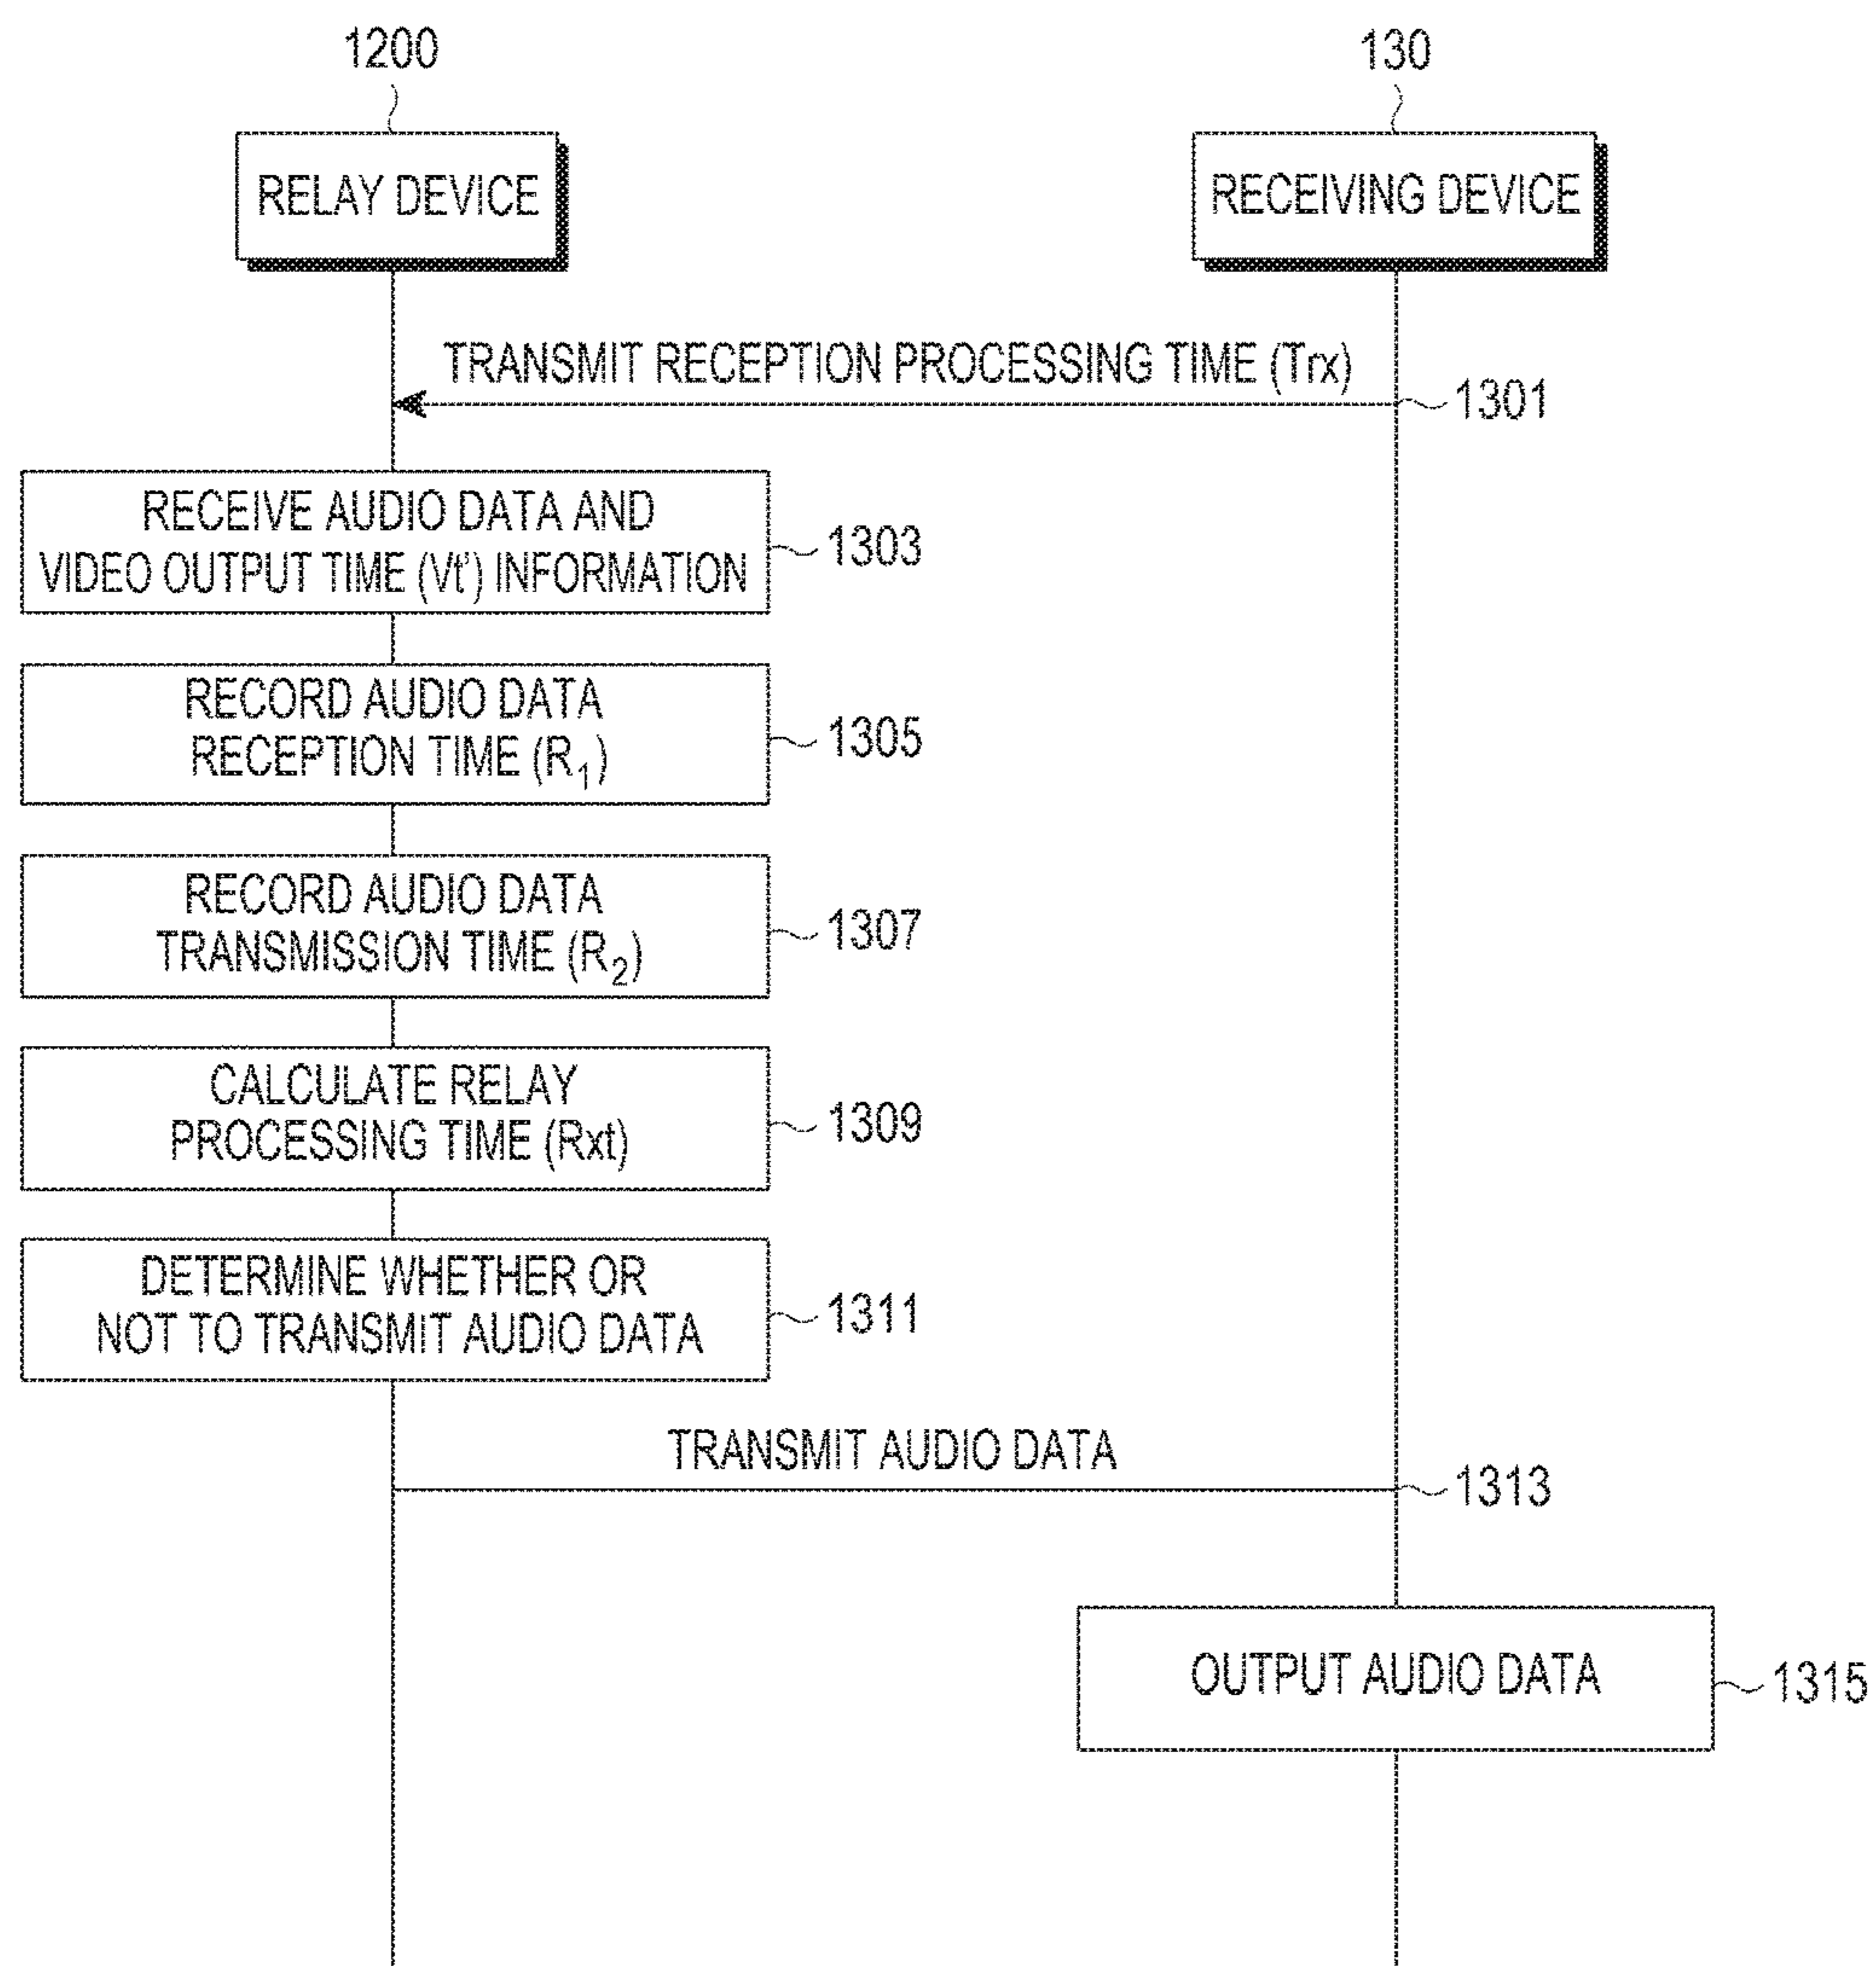 1200
130
RELAY DEVICE
RECEIVING DEVICE
TRANSMIT RECEPTION PROCESSING TIME (Trx)
1301
RECEIVE AUDIO DATA AND
VIDEO OUTPUT TIME (Vt') INFORMATION
1303
RECORD AUDIO DATA
RECEPTION TIME (R1)
1305
RECORD AUDIO DATA
TRANSMISSION TIME (R2)
1307
CALCULATE RELAY
PROCESSING TIME (Rxt)
1309
DETERMINE WHETHER OR
NOT TO TRANSMIT AUDIO DATA
1311
TRANSMIT AUDIO DATA
1313
OUTPUT AUDIO DATA
1315